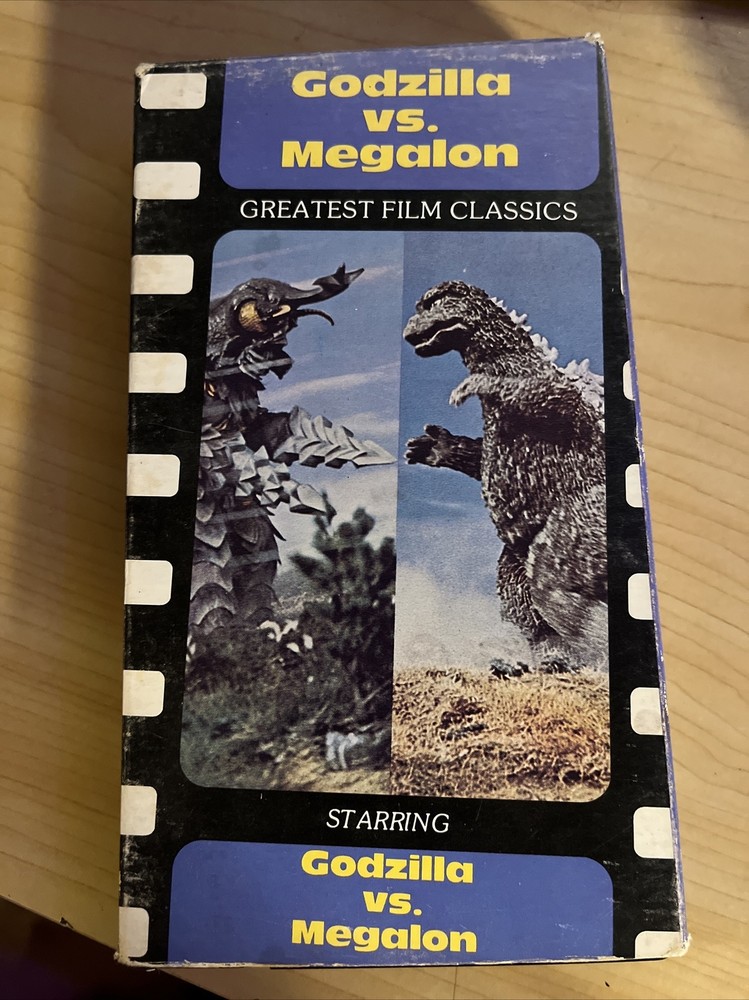 Godzilla
vs.
Megalon
GREATEST FILM CLASSICS
STARRING
Godzilla
vs.
Megalon